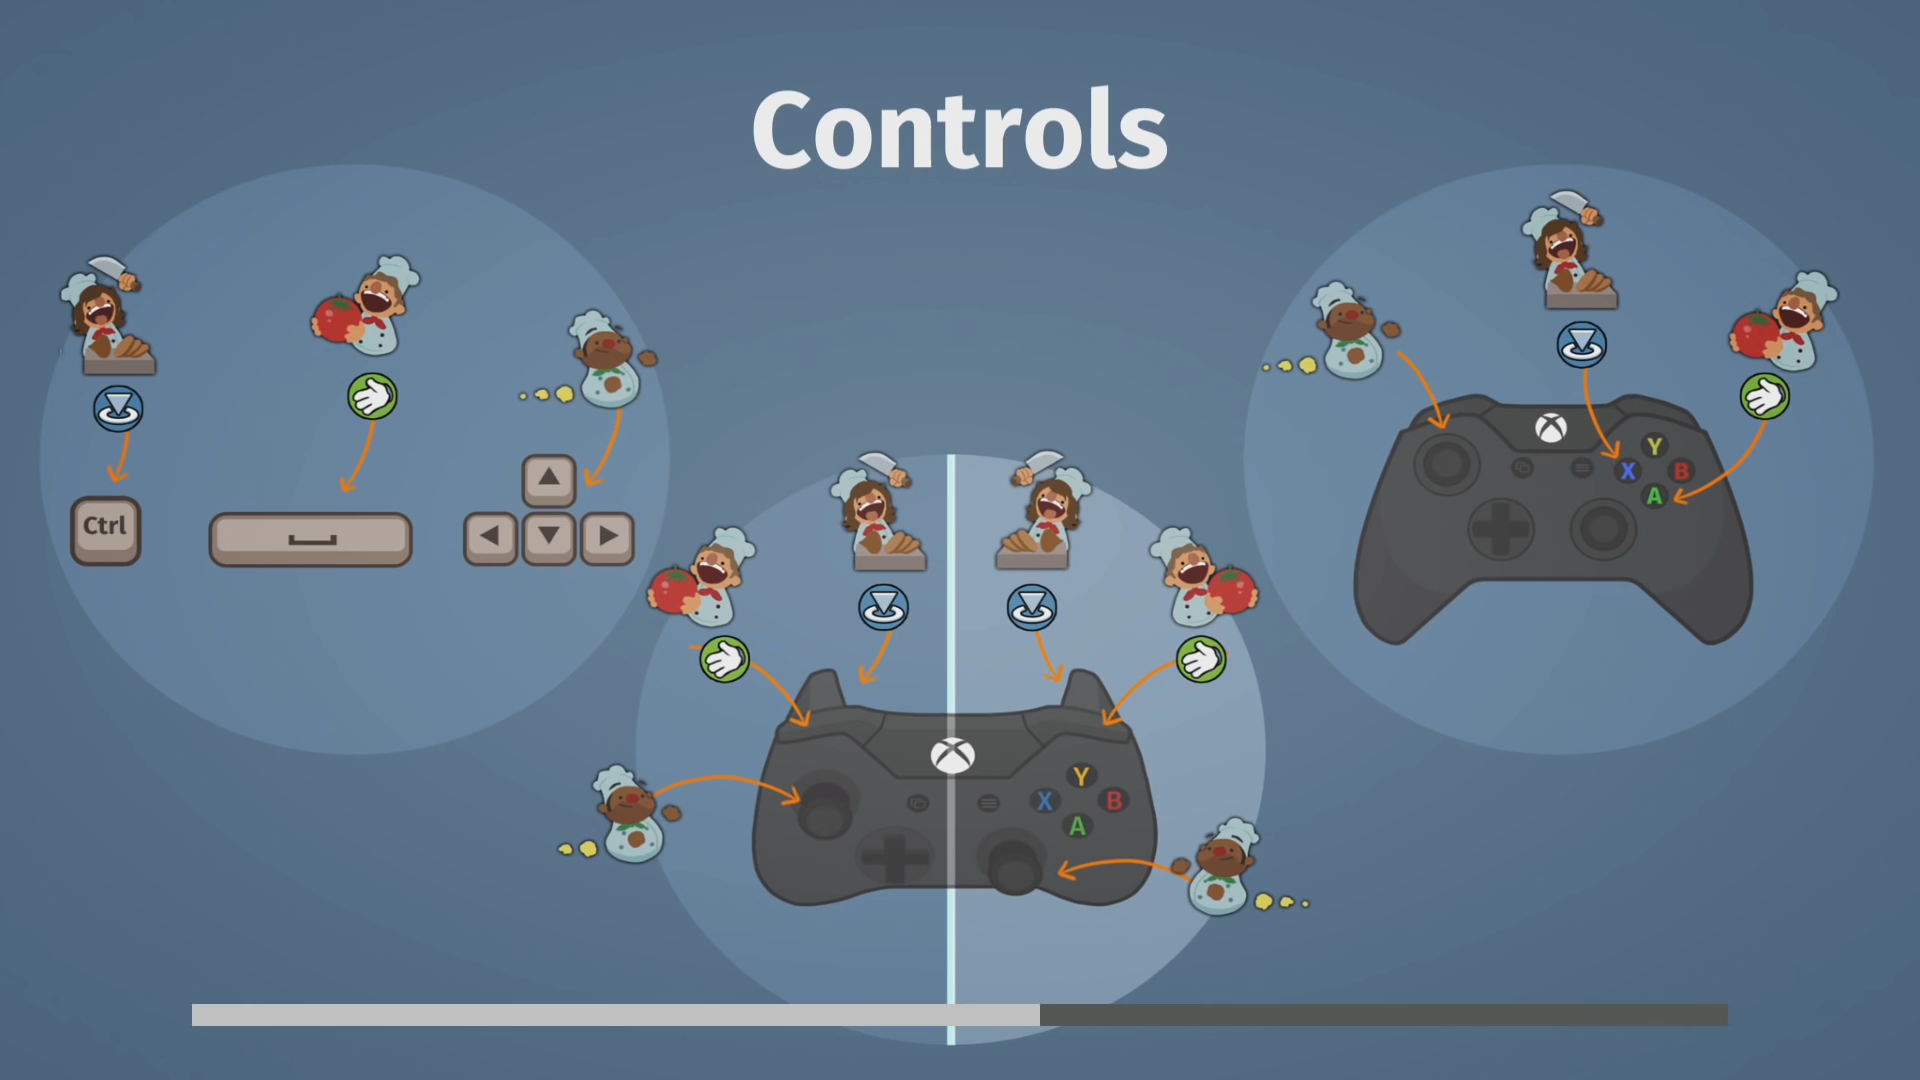 Controls
Ctrl
Y
X B
A
Y
X B
A